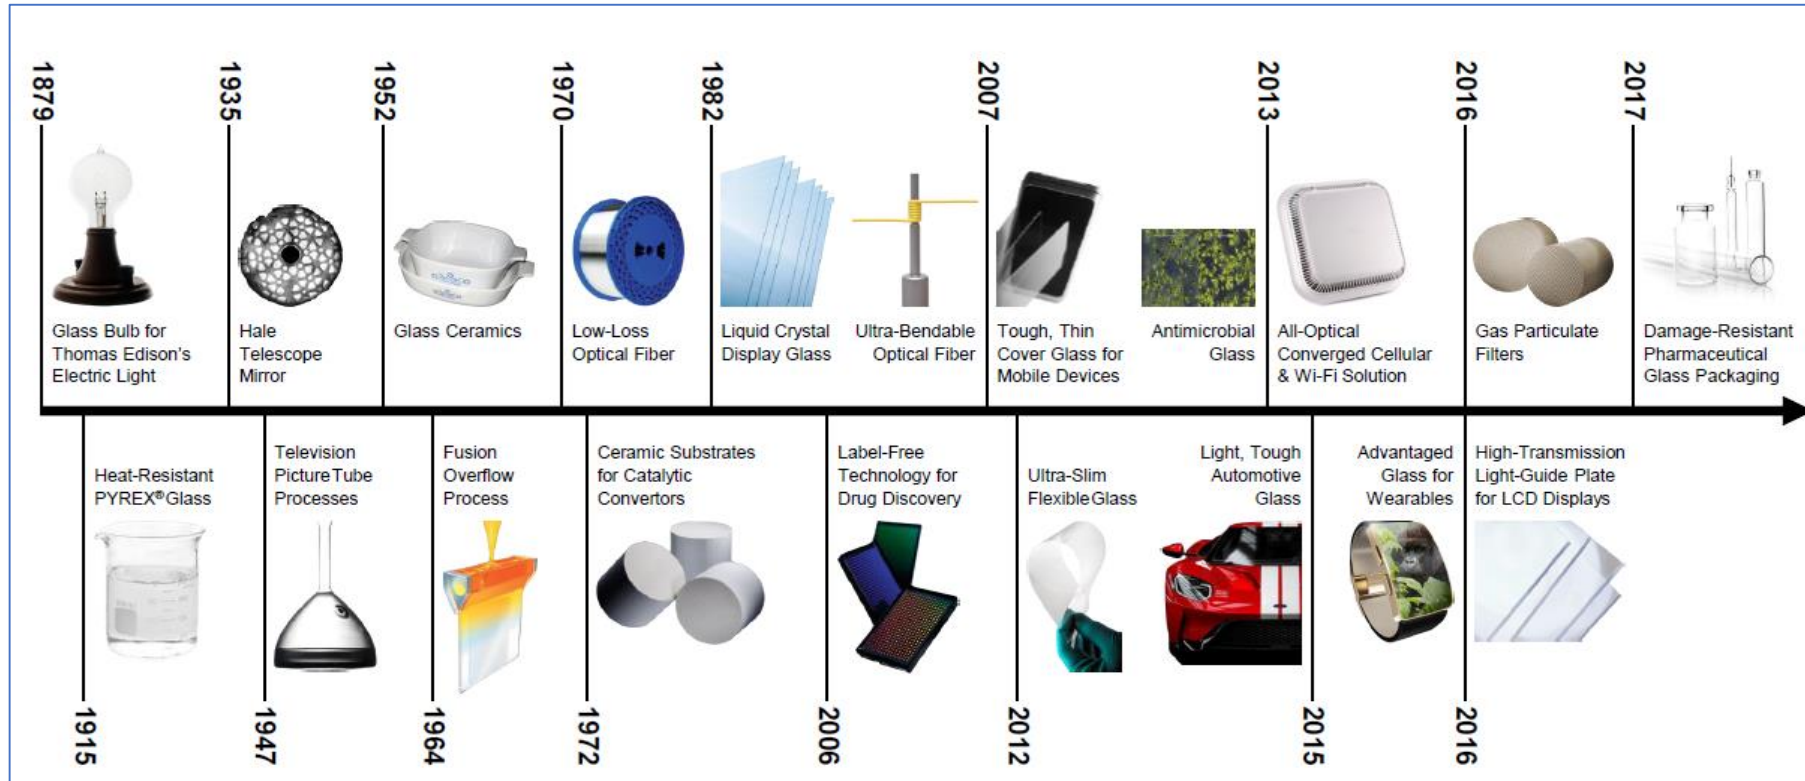 1879
1935
1952
1970
1982
2007
2013
2016
2017
Glass Bulb for
Thomas Edison's
Electric Light
Hale
Telescope
Mirror
Glass Ceramics
Low-Loss
Optical Fiber
Liquid Crystal
Display Glass
Ultra-Bendable
Optical Fiber
Tough, Thin
Cover Glass for
Mobile Devices
Antimicrobial
Glass
All-Optical
Converged Cellular
& Wi-Fi Solution
Gas Particulate
Filters
Damage-Resistant
Pharmaceutical
Glass Packaging
Heat-Resistant
PYREX® Glass
Television
Picture Tube
Processes
Fusion
Overflow
Process
Ceramic Substrates
for Catalytic
Convertors
Label-Free
Technology for
Drug Discovery
Ultra-Slim
Flexible Glass
Light, Tough
Automotive
Glass
Advantaged
Glass for
Wearables
High-Transmission
Light-Guide Plate
for LCD Displays
1915
1947
1964
1972
2006
2012
2015
2016